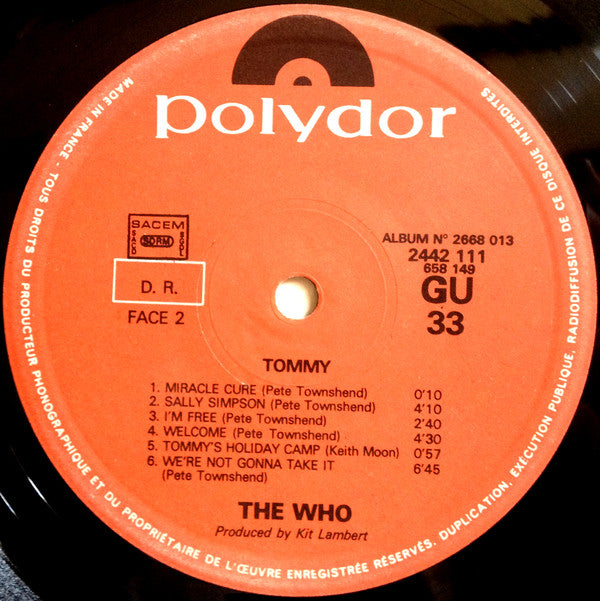 polydor
MADE IN FRANCE - TOUS DROITS DU PRODUCTEUR PHONOGRAPHIQUE ET DU PROPRIÉTAIRE DE L'ŒUVRE ENREGISTRÉE RÉSERVÉS. DUPLICATION, EXÉCUTION PUBLIQUE, RADIODIFFUSION DE CE DISQUE INTERDITES
SACEM
SACD SDRM SGDL
D. R.
FACE 2
ALBUM N° 2668 013
2442 111
658 149
GU
33
TOMMY
1. MIRACLE CURE (Pete Townshend) 0'10
2. SALLY SIMPSON (Pete Townshend) 4'10
3. I'M FREE (Pete Townshend) 2'40
4. WELCOME (Pete Townshend) 4'30
5. TOMMY'S HOLIDAY CAMP (Keith Moon) 0'57
6. WE'RE NOT GONNA TAKE IT 6'45
(Pete Townshend)
THE WHO
Produced by Kit Lambert